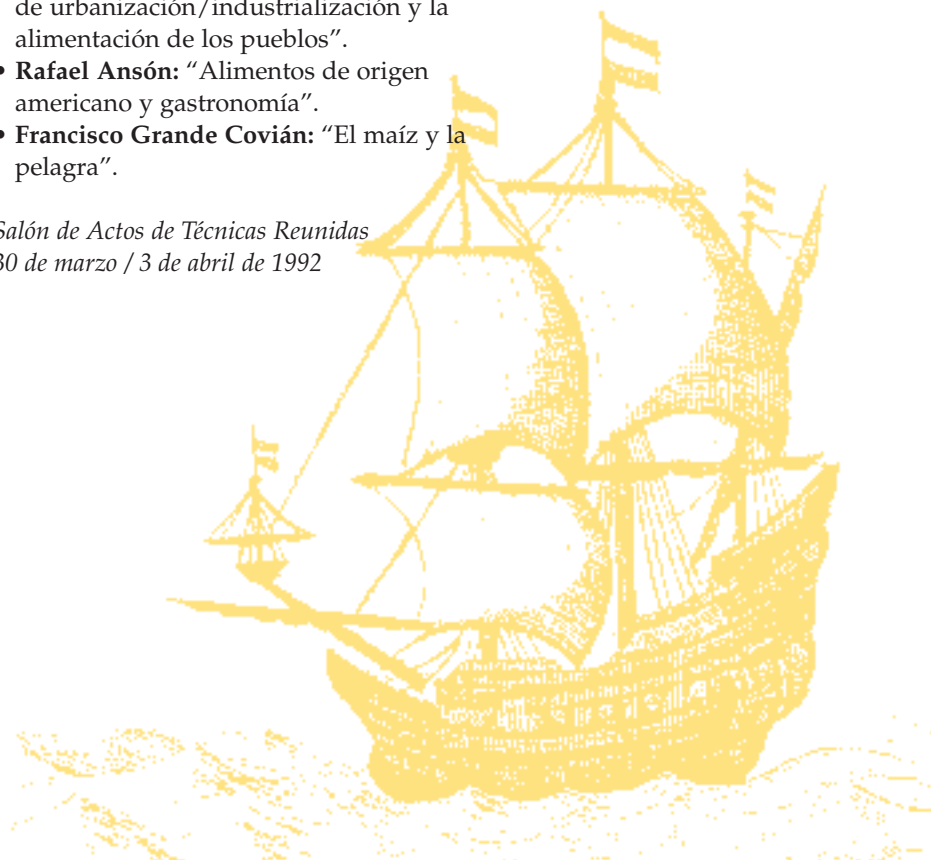 de urbanización/industrialización y la
alimentación de los pueblos”.
• Rafael Ansón: “Alimentos de origen
americano y gastronomía”.
• Francisco Grande Covián: “El maíz y la
pelagra”.
Salón de Actos de Técnicas Reunidas
30 de marzo / 3 de abril de 1992